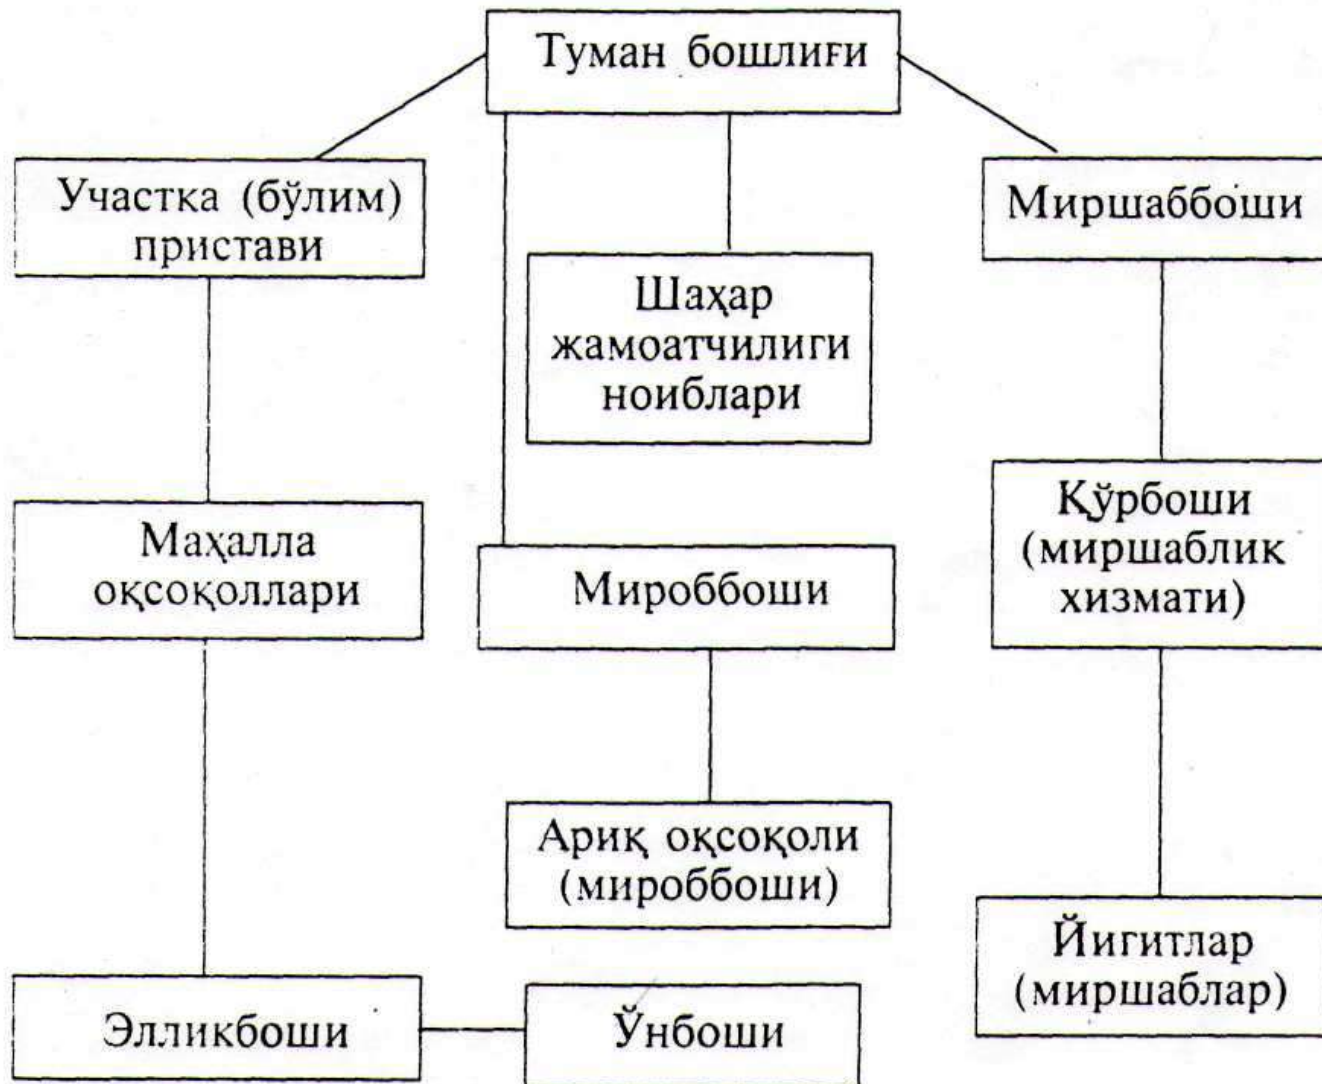 Туман бошлиғи
Участка (бўлим)
пристави
Миршаббоши
Шаҳар
жамоатчилиги
ноиблари
Маҳалла
оқсоқоллари
Мироббоши
Қўрбоши
(миршаблик
хизмати)
Ариқ оқсоқоли
(мироббоши)
Йигитлар
(миршаблар)
Элликбоши
Ўнбоши